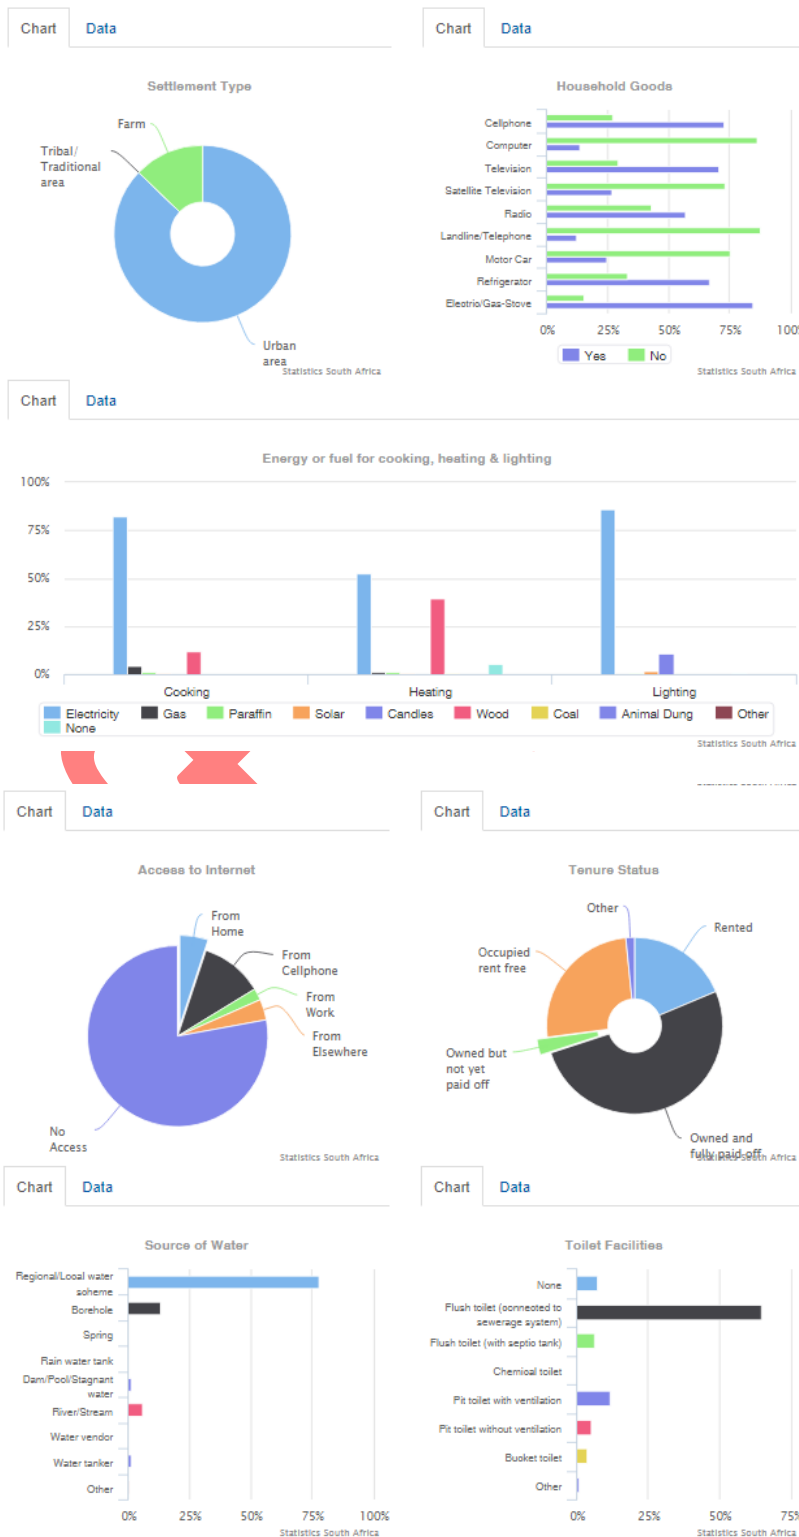 Chart Data
Chart Data
Settlement Type
Farm
Tribal/
Traditional
area
Urban
area
Statistics South Africa
Household Goods
Cellphone
Computer
Television
Satellite Television
Radio
Landline/Telephone
Motor Car
Refrigerator
Electric/Gas-Stove
0% 25% 50% 75% 100%
Yes No
Statistics South Africa
Chart Data
Energy or fuel for cooking, heating & lighting
100%
75%
50%
25%
0%
Cooking Heating Lighting
Electricity Gas Paraffin Solar Candles Wood Coal Animal Dung Other
None
Statistics South Africa
Chart Data
Chart Data
Access to Internet
From
Home
From
Cellphone
From
Work
From
Elsewhere
No
Access
Statistics South Africa
Tenure Status
Other
Rented
Occupied
rent free
Owned but
not yet
paid off
Owned and
fully paid off
Statistics South Africa
Chart Data
Chart Data
Source of Water
Regional/Local water
scheme
Borehole
Spring
Rain water tank
Dam/Pool/Stagnant
water
River/Stream
Water vendor
Water tanker
Other
0% 25% 50% 75% 100%
Statistics South Africa
Toilet Facilities
None
Flush toilet (connected to
sewerage system)
Flush toilet (with septic tank)
Chemical toilet
Pit toilet with ventilation
Pit toilet without ventilation
Bucket toilet
Other
0% 25% 50% 75%
Statistics South Africa